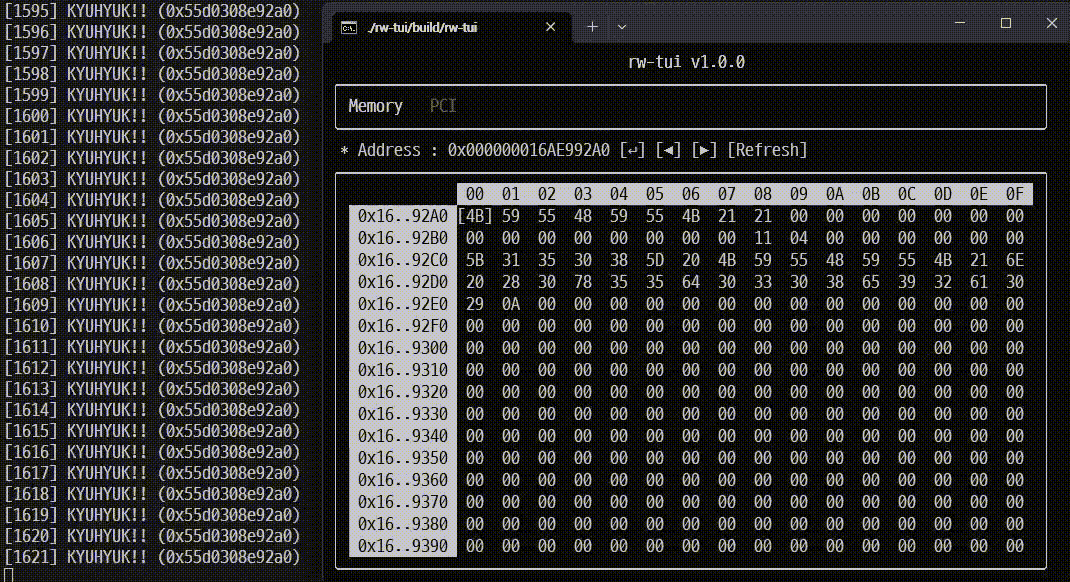 [1595] KYUHYUK!! (0x55d0308e92a0)
[1596] KYUHYUK!! (0x55d0308e92a0)
[1597] KYUHYUK!! (0x55d0308e92a0)
[1598] KYUHYUK!! (0x55d0308e92a0)
[1599] KYUHYUK!! (0x55d0308e92a0)
[1600] KYUHYUK!! (0x55d0308e92a0)
[1601] KYUHYUK!! (0x55d0308e92a0)
[1602] KYUHYUK!! (0x55d0308e92a0)
[1603] KYUHYUK!! (0x55d0308e92a0)
[1604] KYUHYUK!! (0x55d0308e92a0)
[1605] KYUHYUK!! (0x55d0308e92a0)
[1606] KYUHYUK!! (0x55d0308e92a0)
[1607] KYUHYUK!! (0x55d0308e92a0)
[1608] KYUHYUK!! (0x55d0308e92a0)
[1609] KYUHYUK!! (0x55d0308e92a0)
[1610] KYUHYUK!! (0x55d0308e92a0)
[1611] KYUHYUK!! (0x55d0308e92a0)
[1612] KYUHYUK!! (0x55d0308e92a0)
[1613] KYUHYUK!! (0x55d0308e92a0)
[1614] KYUHYUK!! (0x55d0308e92a0)
[1615] KYUHYUK!! (0x55d0308e92a0)
[1616] KYUHYUK!! (0x55d0308e92a0)
[1617] KYUHYUK!! (0x55d0308e92a0)
[1618] KYUHYUK!! (0x55d0308e92a0)
[1619] KYUHYUK!! (0x55d0308e92a0)
[1620] KYUHYUK!! (0x55d0308e92a0)
[1621] KYUHYUK!! (0x55d0308e92a0)
./rw-tui/build/rw-tui
rw-tui v1.0.0
Memory PCI
* Address : 0x000000016AE992A0 [↵] [◄] [►] [Refresh]
00 01 02 03 04 05 06 07 08 09 0A 0B 0C 0D 0E 0F
0x16..92A0 [4B] 59 55 48 59 55 4B 21 21 00 00 00 00 00 00 00
0x16..92B0 00 00 00 00 00 00 00 00 11 04 00 00 00 00 00 00
0x16..92C0 5B 31 35 30 38 5D 20 4B 59 55 48 59 55 4B 21 6E
0x16..92D0 20 28 30 78 35 35 64 30 33 30 38 65 39 32 61 30
0x16..92E0 29 0A 00 00 00 00 00 00 00 00 00 00 00 00 00 00
0x16..92F0 00 00 00 00 00 00 00 00 00 00 00 00 00 00 00 00
0x16..9300 00 00 00 00 00 00 00 00 00 00 00 00 00 00 00 00
0x16..9310 00 00 00 00 00 00 00 00 00 00 00 00 00 00 00 00
0x16..9320 00 00 00 00 00 00 00 00 00 00 00 00 00 00 00 00
0x16..9330 00 00 00 00 00 00 00 00 00 00 00 00 00 00 00 00
0x16..9340 00 00 00 00 00 00 00 00 00 00 00 00 00 00 00 00
0x16..9350 00 00 00 00 00 00 00 00 00 00 00 00 00 00 00 00
0x16..9360 00 00 00 00 00 00 00 00 00 00 00 00 00 00 00 00
0x16..9370 00 00 00 00 00 00 00 00 00 00 00 00 00 00 00 00
0x16..9380 00 00 00 00 00 00 00 00 00 00 00 00 00 00 00 00
0x16..9390 00 00 00 00 00 00 00 00 00 00 00 00 00 00 00 00